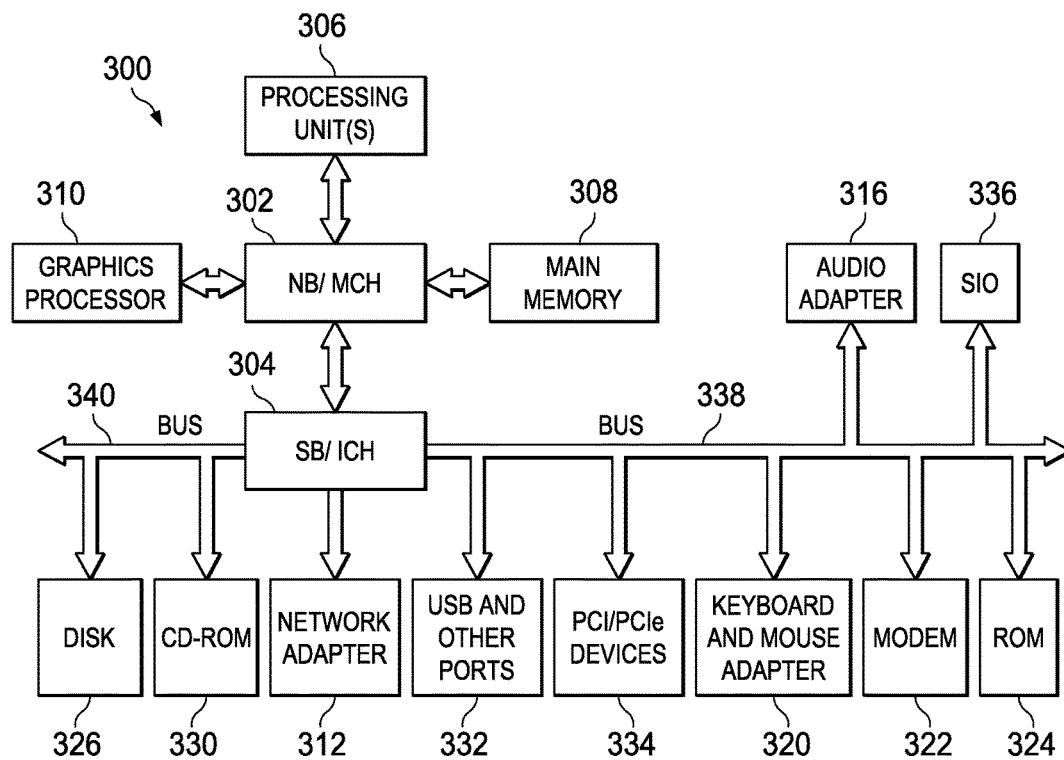 306
300
PROCESSING
UNIT(S)
310
302
308
316
336
GRAPHICS
PROCESSOR
NB/ MCH
MAIN
MEMORY
AUDIO
ADAPTER
SIO
304
340
BUS
BUS
338
SB/ ICH
DISK
CD-ROM
NETWORK
ADAPTER
USB AND
OTHER
PORTS
PCI/PCIe
DEVICES
KEYBOARD
AND MOUSE
ADAPTER
MODEM
ROM
326
330
312
332
334
320
322
324